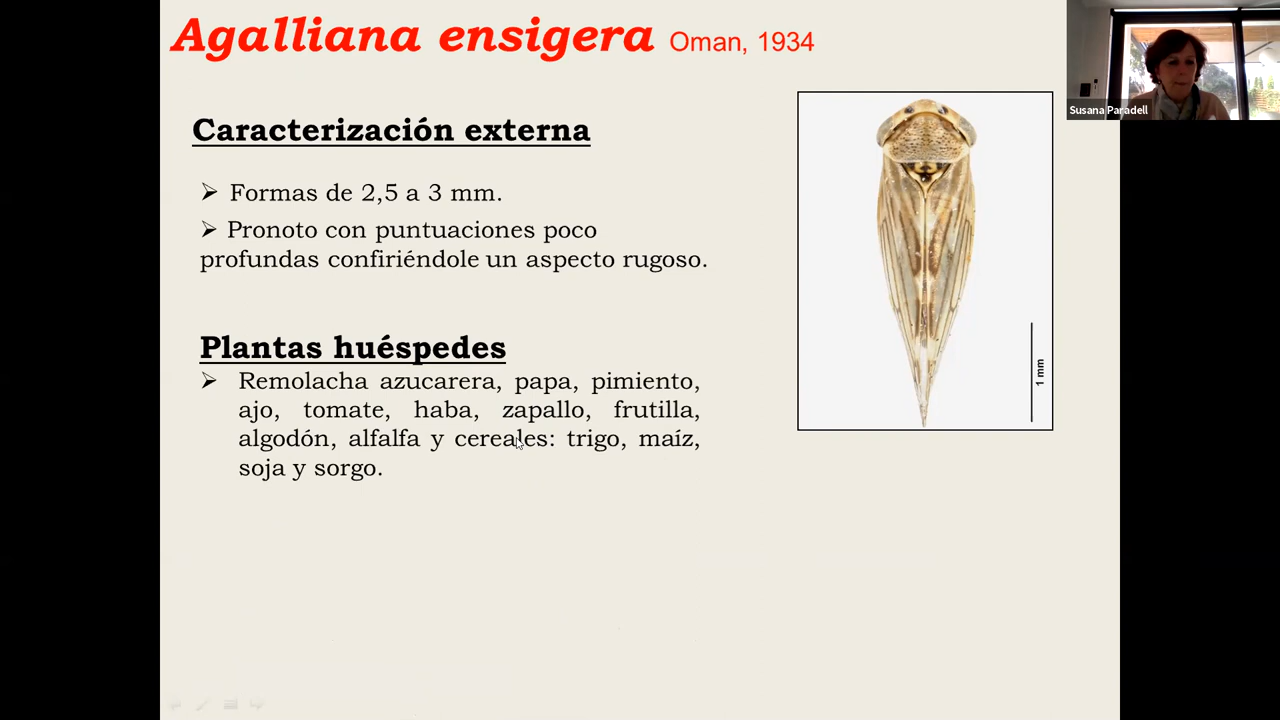 Agalliana ensigera Oman, 1934
Susana Paradell
Caracterización externa
➢ Formas de 2,5 a 3 mm.
➢ Pronoto con puntuaciones poco
profundas confiriéndole un aspecto rugoso.
Plantas huéspedes
➢ Remolacha azucarera, papa, pimiento,
ajo, tomate, haba, zapallo, frutilla,
algodón, alfalfa y cereales: trigo, maíz,
soja y sorgo.
1 mm